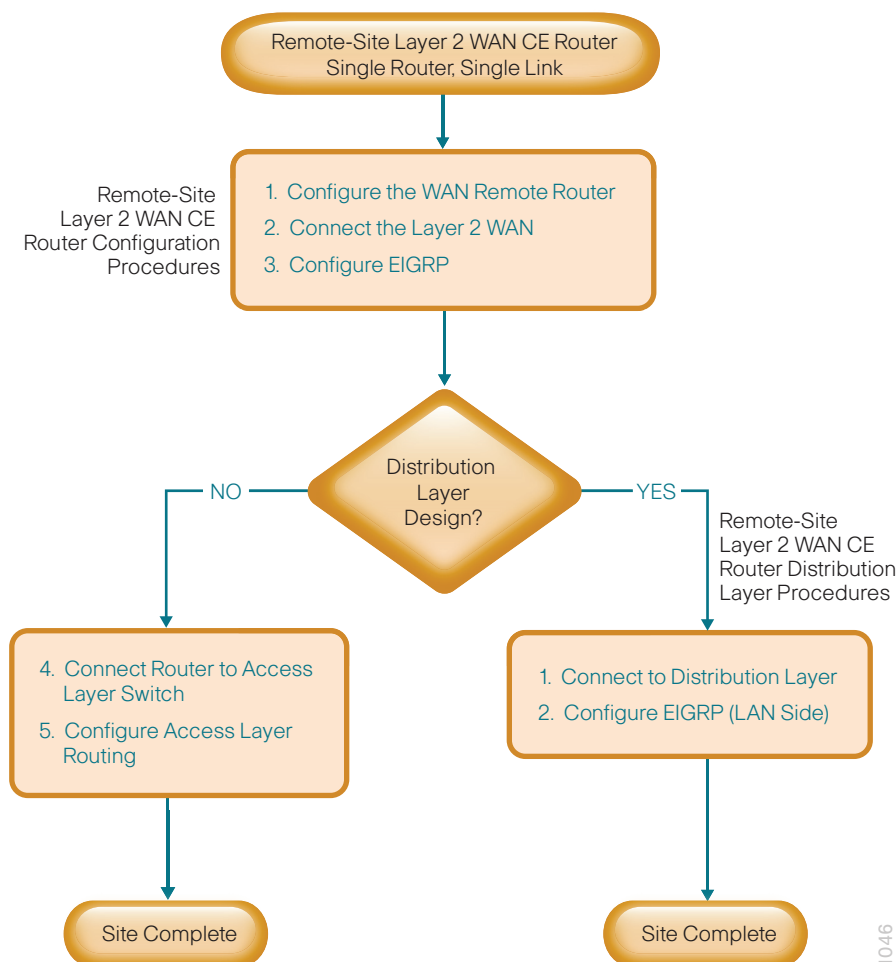 Remote-Site Layer 2 WAN CE Router
Single Router, Single Link
Remote-Site
Layer 2 WAN CE
Router Configuration
Procedures
1. Configure the WAN Remote Router
2. Connect the Layer 2 WAN
3. Configure EIGRP
Distribution
Layer
Design?
NO
YES
Remote-Site
Layer 2 WAN CE
Router Distribution
Layer Procedures
4. Connect Router to Access
Layer Switch
5. Configure Access Layer
Routing
1. Connect to Distribution Layer
2. Configure EIGRP (LAN Side)
Site Complete
Site Complete
1046